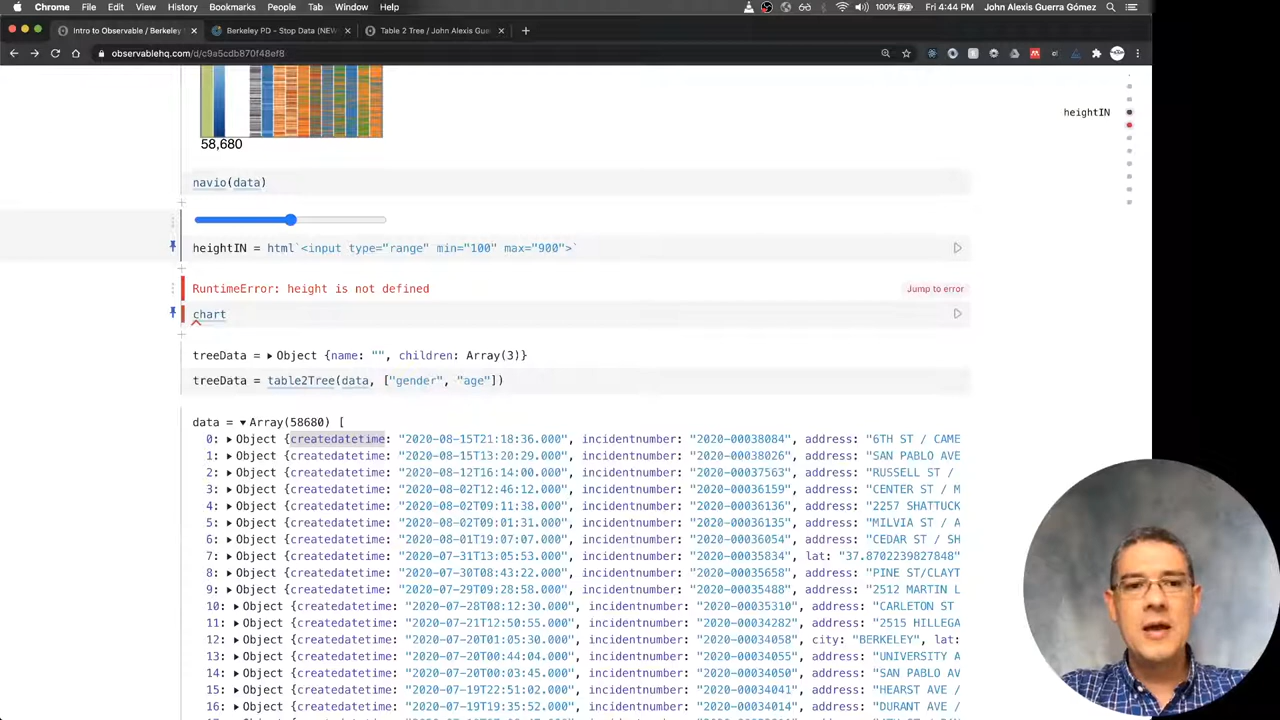 Chrome File Edit View History Bookmarks People Tab Window Help 100% Fri 4:44 PM John Alexis Guerra Gómez
Intro to Observable / Berkeley Berkeley PD - Stop Data (NEW Table 2 Tree / John Alexis Gue
observablehq.com/d/c9a5cdb870f48ef8
58,680
heightIN
navio(data)
heightIN = html`<input type="range" min="100" max="900">`
RuntimeError: height is not defined Jump to error
chart
treeData = Object {name: "", children: Array(3)}
treeData = table2Tree(data, ["gender", "age"])
data = Array(58680) [
0: Object {createdatetime: "2020-08-15T21:18:36.000", incidentnumber: "2020-00038084", address: "6TH ST / CAME
1: Object {createdatetime: "2020-08-15T13:20:29.000", incidentnumber: "2020-00038026", address: "SAN PABLO AVE
2: Object {createdatetime: "2020-08-12T16:14:00.000", incidentnumber: "2020-00037563", address: "RUSSELL ST /
3: Object {createdatetime: "2020-08-02T12:46:12.000", incidentnumber: "2020-00036159", address: "CENTER ST / M
4: Object {createdatetime: "2020-08-02T09:11:38.000", incidentnumber: "2020-00036136", address: "2257 SHATTUCK
5: Object {createdatetime: "2020-08-02T09:01:31.000", incidentnumber: "2020-00036135", address: "MILVIA ST / A
6: Object {createdatetime: "2020-08-01T19:07:07.000", incidentnumber: "2020-00036054", address: "CEDAR ST / SH
7: Object {createdatetime: "2020-07-31T13:05:53.000", incidentnumber: "2020-00035834", lat: "37.8702239827848"
8: Object {createdatetime: "2020-07-30T08:43:22.000", incidentnumber: "2020-00035658", address: "PINE ST/CLAYT
9: Object {createdatetime: "2020-07-29T09:28:58.000", incidentnumber: "2020-00035488", address: "2512 MARTIN L
10: Object {createdatetime: "2020-07-28T08:12:30.000", incidentnumber: "2020-00035310", address: "CARLETON ST
11: Object {createdatetime: "2020-07-21T12:50:55.000", incidentnumber: "2020-00034282", address: "2515 HILLEGA
12: Object {createdatetime: "2020-07-20T01:05:30.000", incidentnumber: "2020-00034058", city: "BERKELEY", lat:
13: Object {createdatetime: "2020-07-20T00:44:04.000", incidentnumber: "2020-00034055", address: "UNIVERSITY A
14: Object {createdatetime: "2020-07-20T00:03:45.000", incidentnumber: "2020-00034050", address: "SAN PABLO AV
15: Object {createdatetime: "2020-07-19T22:51:02.000", incidentnumber: "2020-00034041", address: "HEARST AVE /
16: Object {createdatetime: "2020-07-19T19:35:52.000", incidentnumber: "2020-00034014", address: "DURANT AVE /